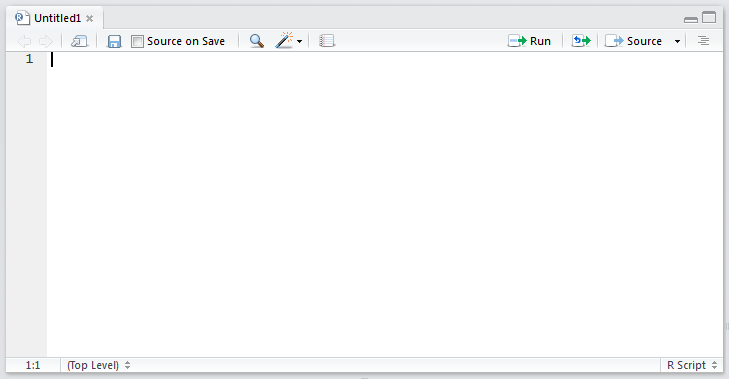 Untitled1
Source on Save Run Source
1
1:1 (Top Level) R Script